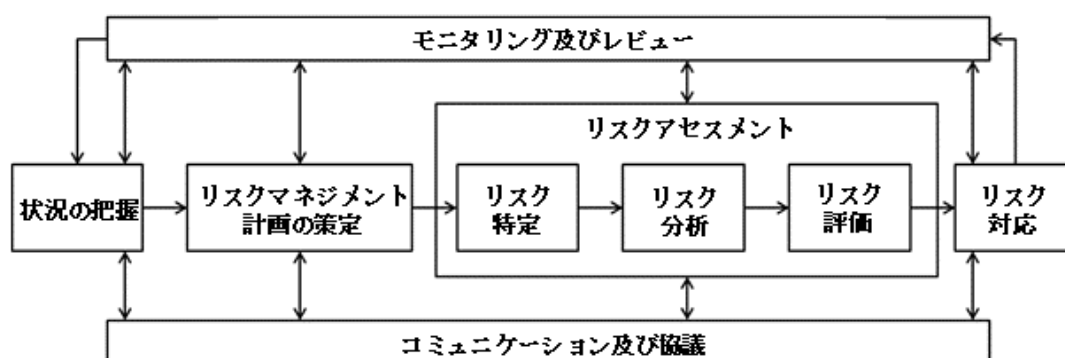 モニタリング及びレビュー
リスクアセスメント
状況の把握
リスクマネジメント
計画の策定
リスク
特定
リスク
分析
リスク
評価
リスク
対応
コミュニケーション及び協議